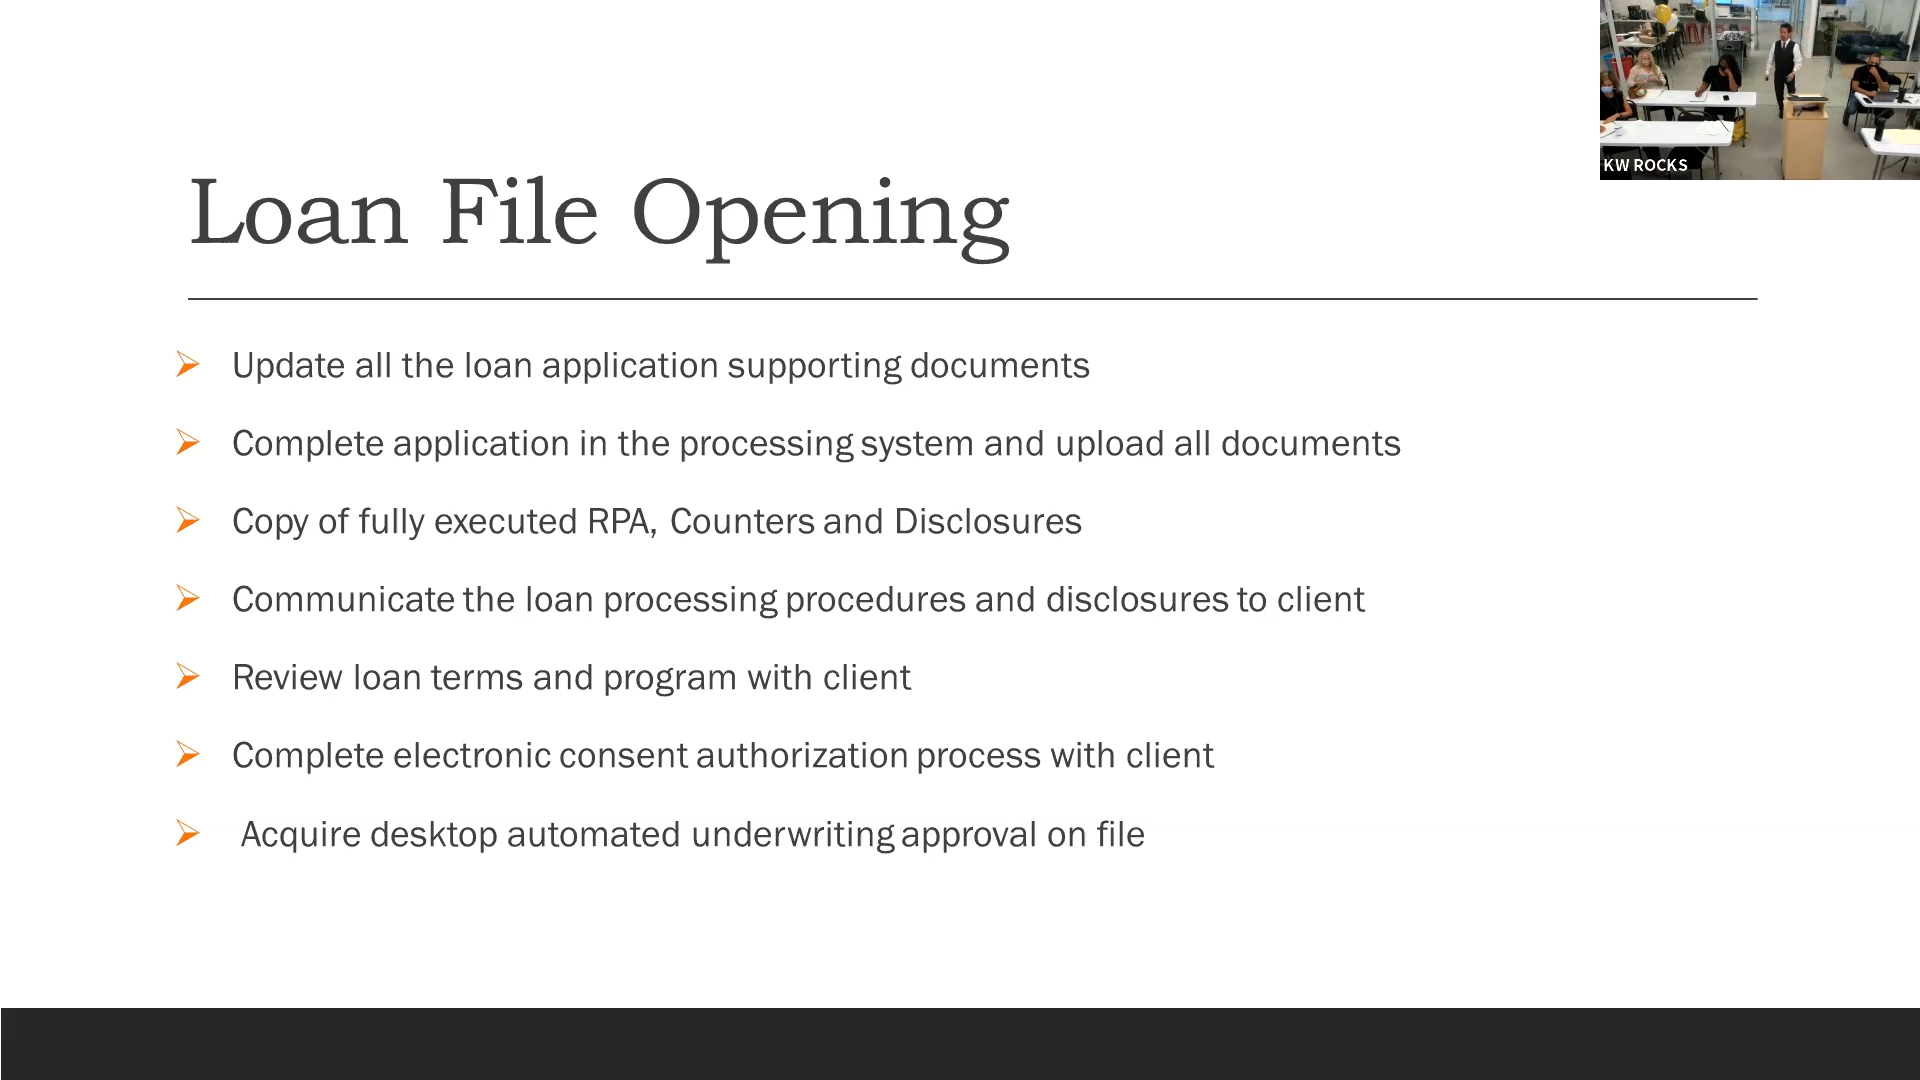 KW ROCKS
Loan File Opening
Update all the loan application supporting documents
Complete application in the processing system and upload all documents
Copy of fully executed RPA, Counters and Disclosures
Communicate the loan processing procedures and disclosures to client
Review loan terms and program with client
Complete electronic consent authorization process with client
Acquire desktop automated underwriting approval on file